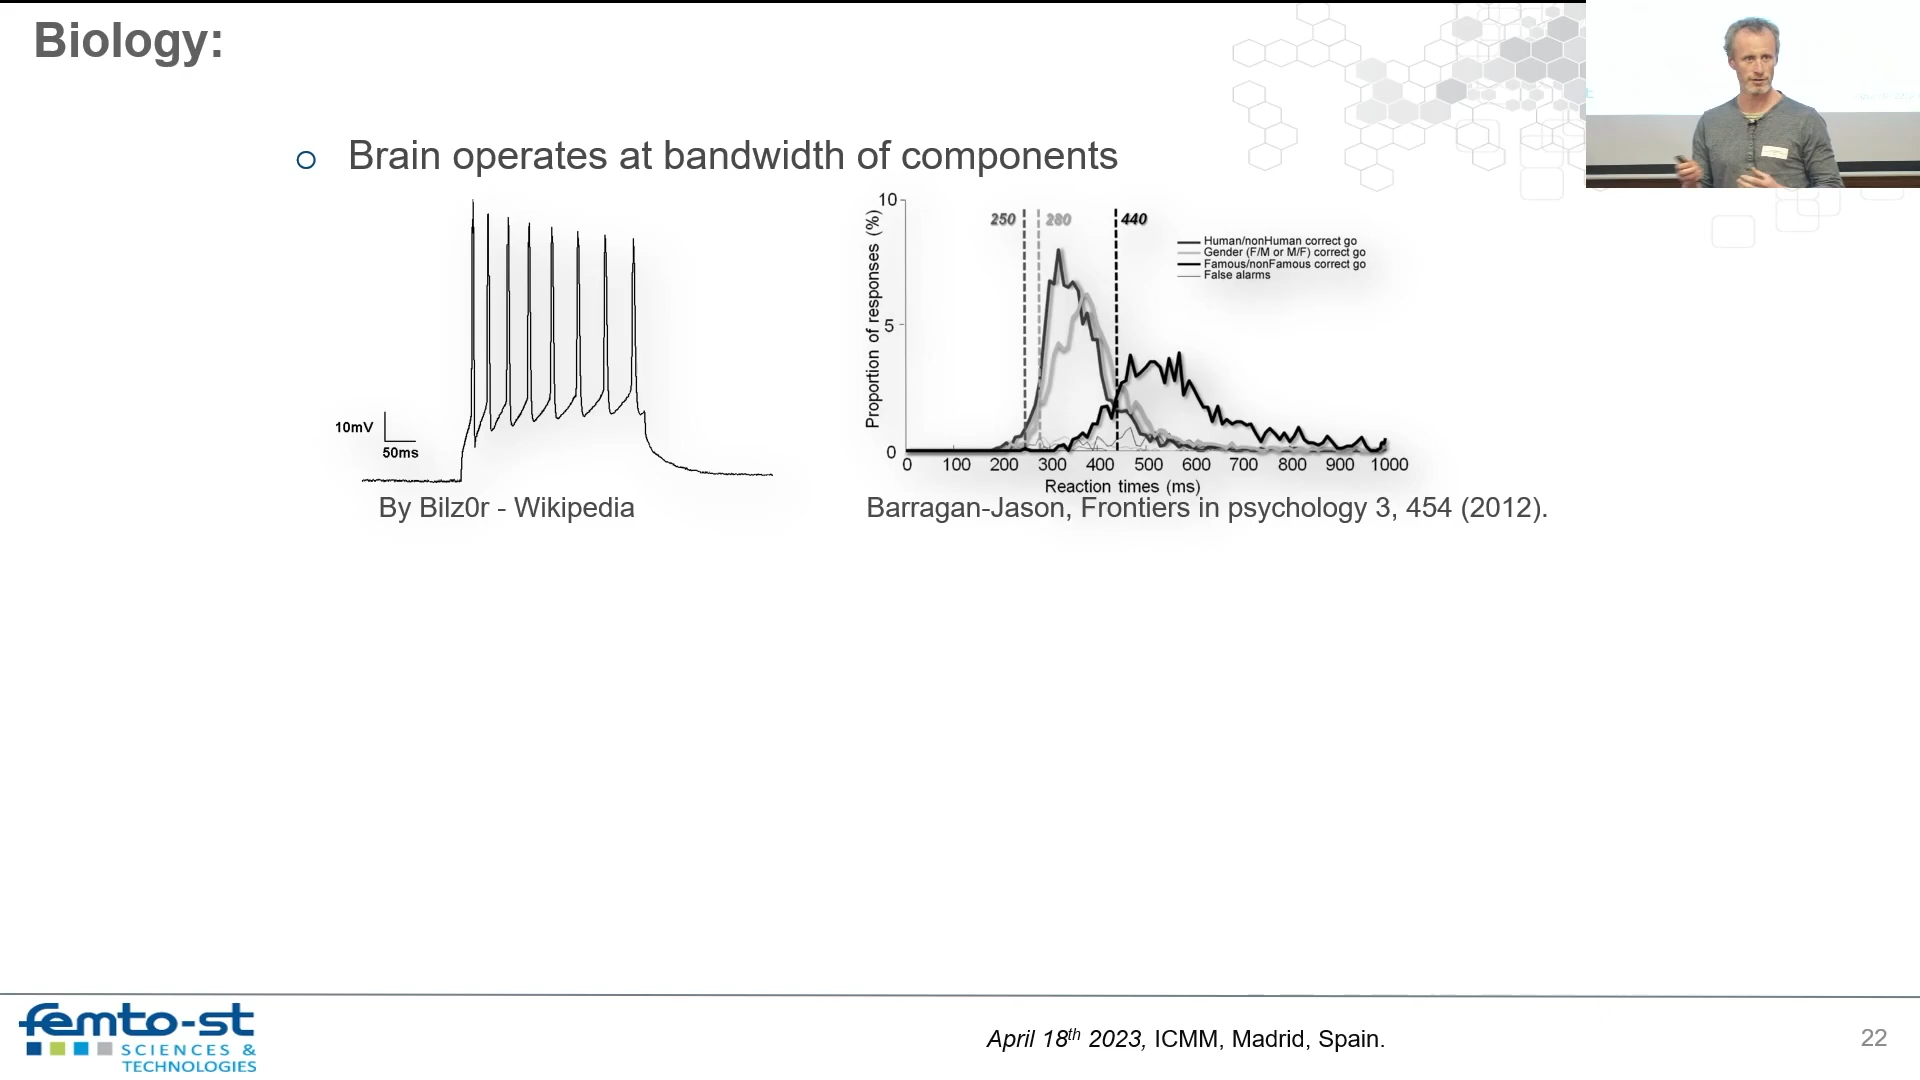 Biology:
Brain operates at bandwidth of components
10mV
50ms
By Bilz0r - Wikipedia
10
5
0
Proportion of responses (%)
250
280
440
Human/nonHuman correct go
Gender (F/M or M/F) correct go
Famous/nonFamous correct go
False alarms
0 100 200 300 400 500 600 700 800 900 1000
Reaction times (ms)
Barragan-Jason, Frontiers in psychology 3, 454 (2012).
femto-st
SCIENCES &
TECHNOLOGIES
April 18th 2023, ICMM, Madrid, Spain.
22